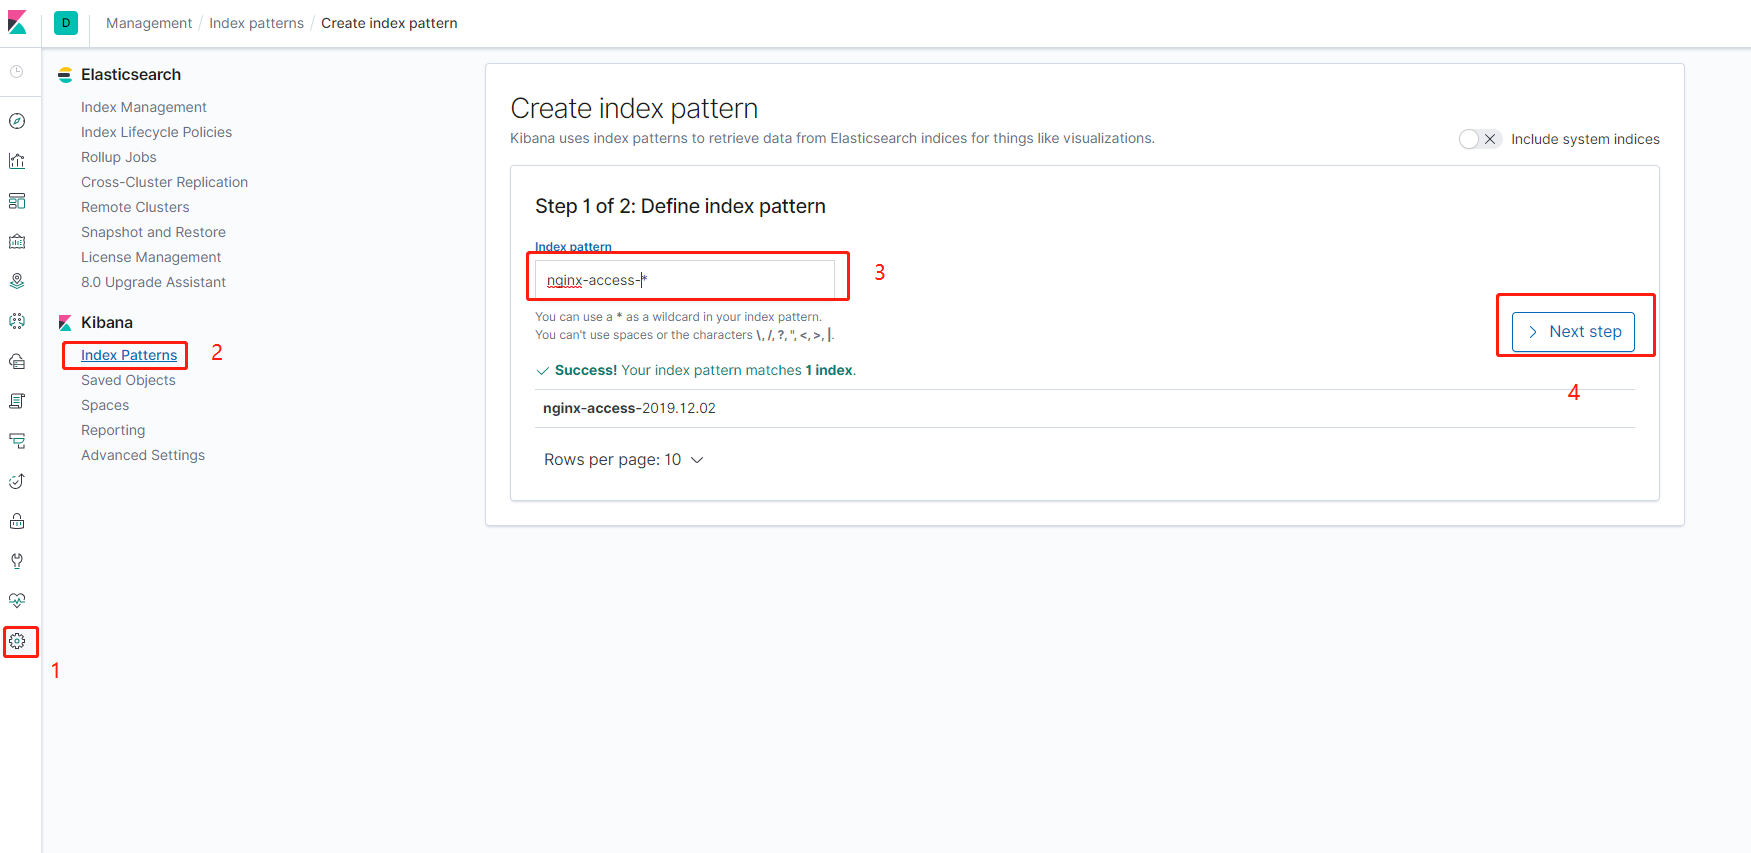 D
Management / Index patterns / Create index pattern
Elasticsearch
Index Management
Index Lifecycle Policies
Rollup Jobs
Cross-Cluster Replication
Remote Clusters
Snapshot and Restore
License Management
8.0 Upgrade Assistant
Kibana
Index Patterns
2
Saved Objects
Spaces
Reporting
Advanced Settings
1
Create index pattern
Kibana uses index patterns to retrieve data from Elasticsearch indices for things like visualizations.
Include system indices
Step 1 of 2: Define index pattern
Index pattern
nginx-access-*
3
You can use a * as a wildcard in your index pattern.
You can't use spaces or the characters \, /, ?, ", <, >, |.
Next step
4
Success! Your index pattern matches 1 index.
nginx-access-2019.12.02
Rows per page: 10